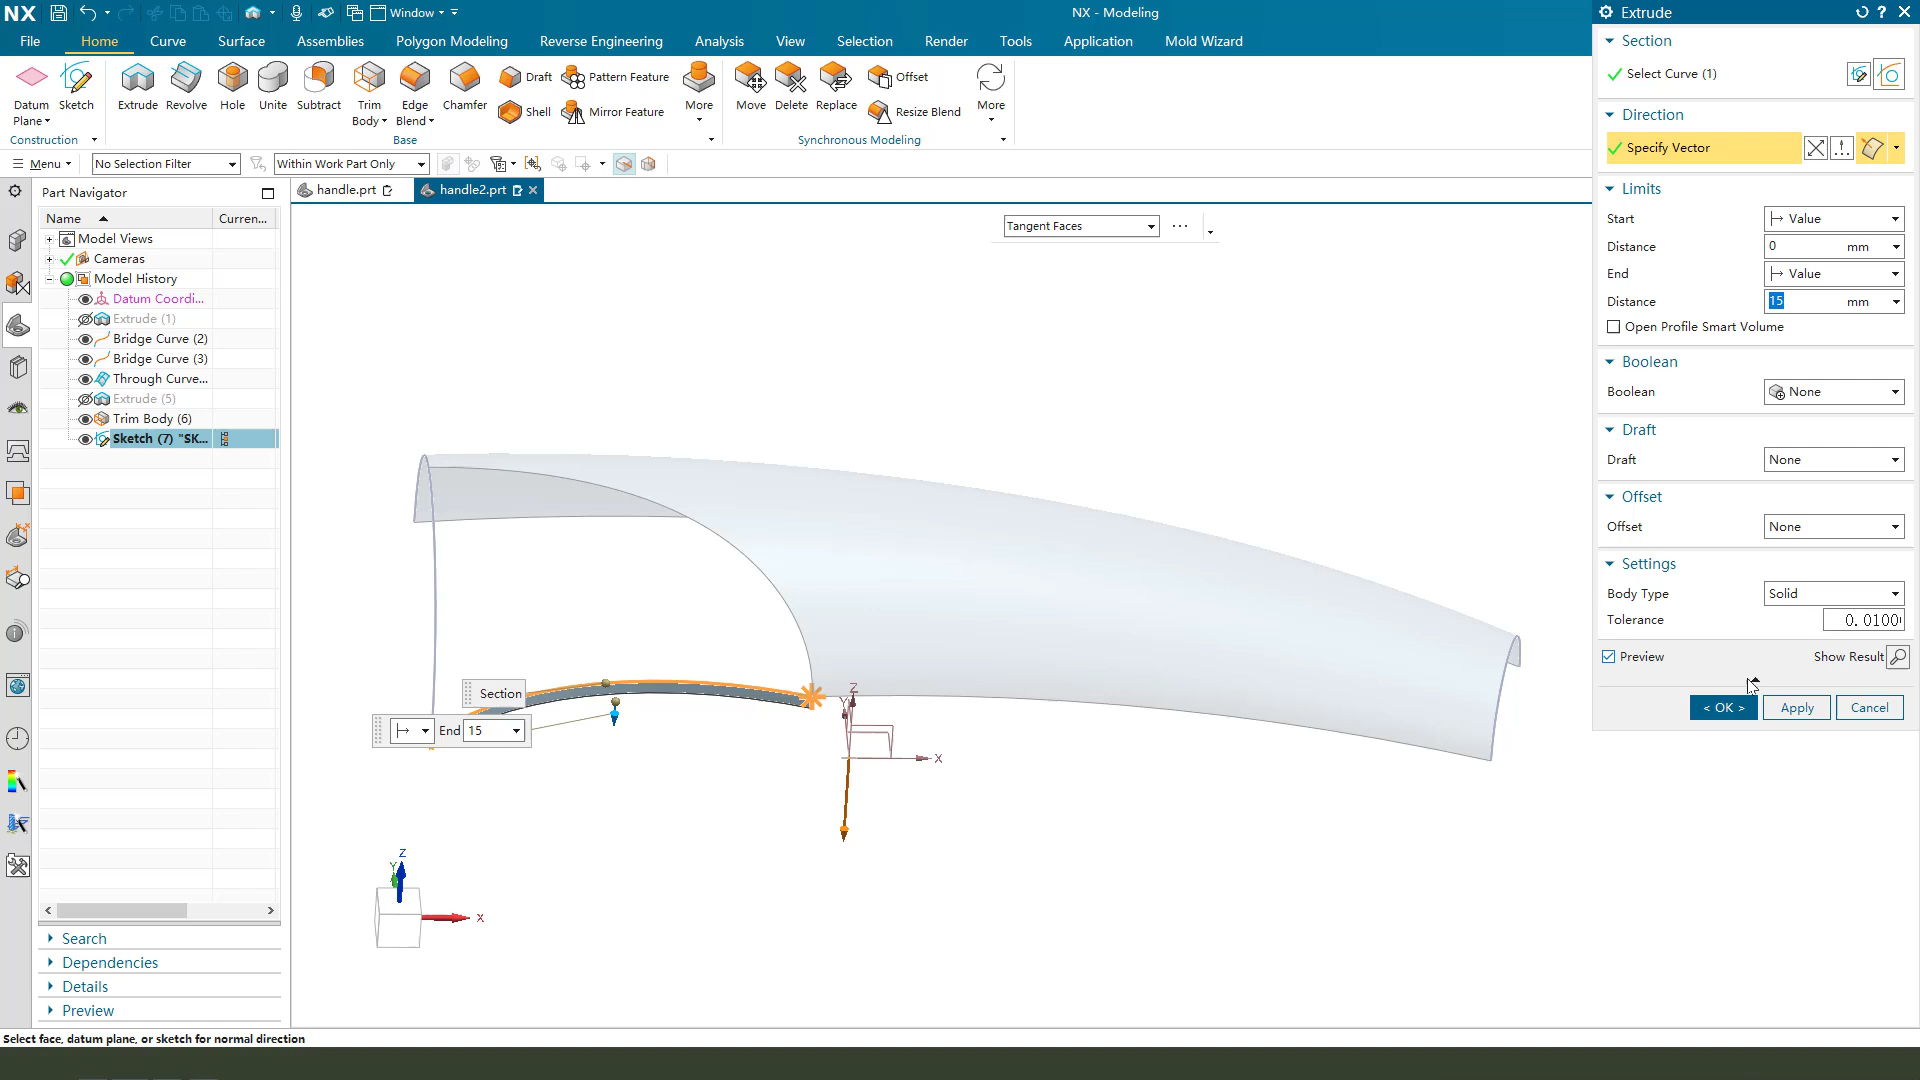 NX
Window
NX - Modeling
Extrude
File
Home
Curve
Surface
Assemblies
Polygon Modeling
Reverse Engineering
Analysis
View
Selection
Render
Tools
Application
Mold Wizard
Datum Plane
Sketch
Extrude
Revolve
Hole
Unite
Subtract
Trim Body
Edge Blend
Chamfer
Draft
Shell
Pattern Feature
Mirror Feature
More
Move
Delete
Replace
Offset
Resize Blend
More
Construction
Base
Synchronous Modeling
Menu
No Selection Filter
Within Work Part Only
Part Navigator
Name
Curren...
Model Views
Cameras
Model History
Datum Coordi...
Extrude (1)
Bridge Curve (2)
Bridge Curve (3)
Through Curve...
Extrude (5)
Trim Body (6)
Sketch (7) "SK...
Search
Dependencies
Details
Preview
handle.prt
handle2.prt
Tangent Faces
...
Section
End 15
Z
Y
X
Z
Y
X
Section
Select Curve (1)
Direction
Specify Vector
Limits
Start Value
Distance 0 mm
End Value
Distance 15 mm
Open Profile Smart Volume
Boolean
Boolean None
Draft
Draft None
Offset
Offset None
Settings
Body Type Solid
Tolerance 0.0100
Preview
Show Result
< OK >
Apply
Cancel
Select face, datum plane, or sketch for normal direction